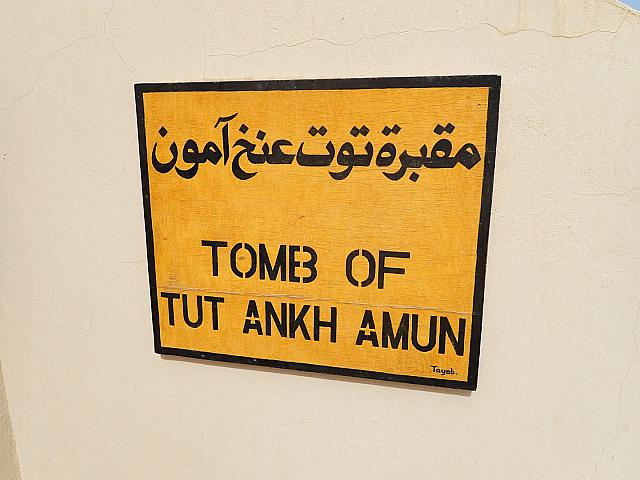 مقبرة توت عنخ آمون
TOMB OF
TUT ANKH AMUN
Tayeb.